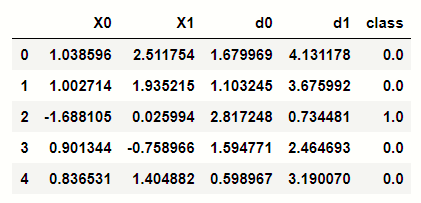 X0 X1 d0 d1 class
0 1.038596 2.511754 1.679969 4.131178 0.0
1 1.002714 1.935215 1.103245 3.675992 0.0
2 -1.688105 0.025994 2.817248 0.734481 1.0
3 0.901344 -0.758966 1.594771 2.464693 0.0
4 0.836531 1.404882 0.598967 3.190070 0.0